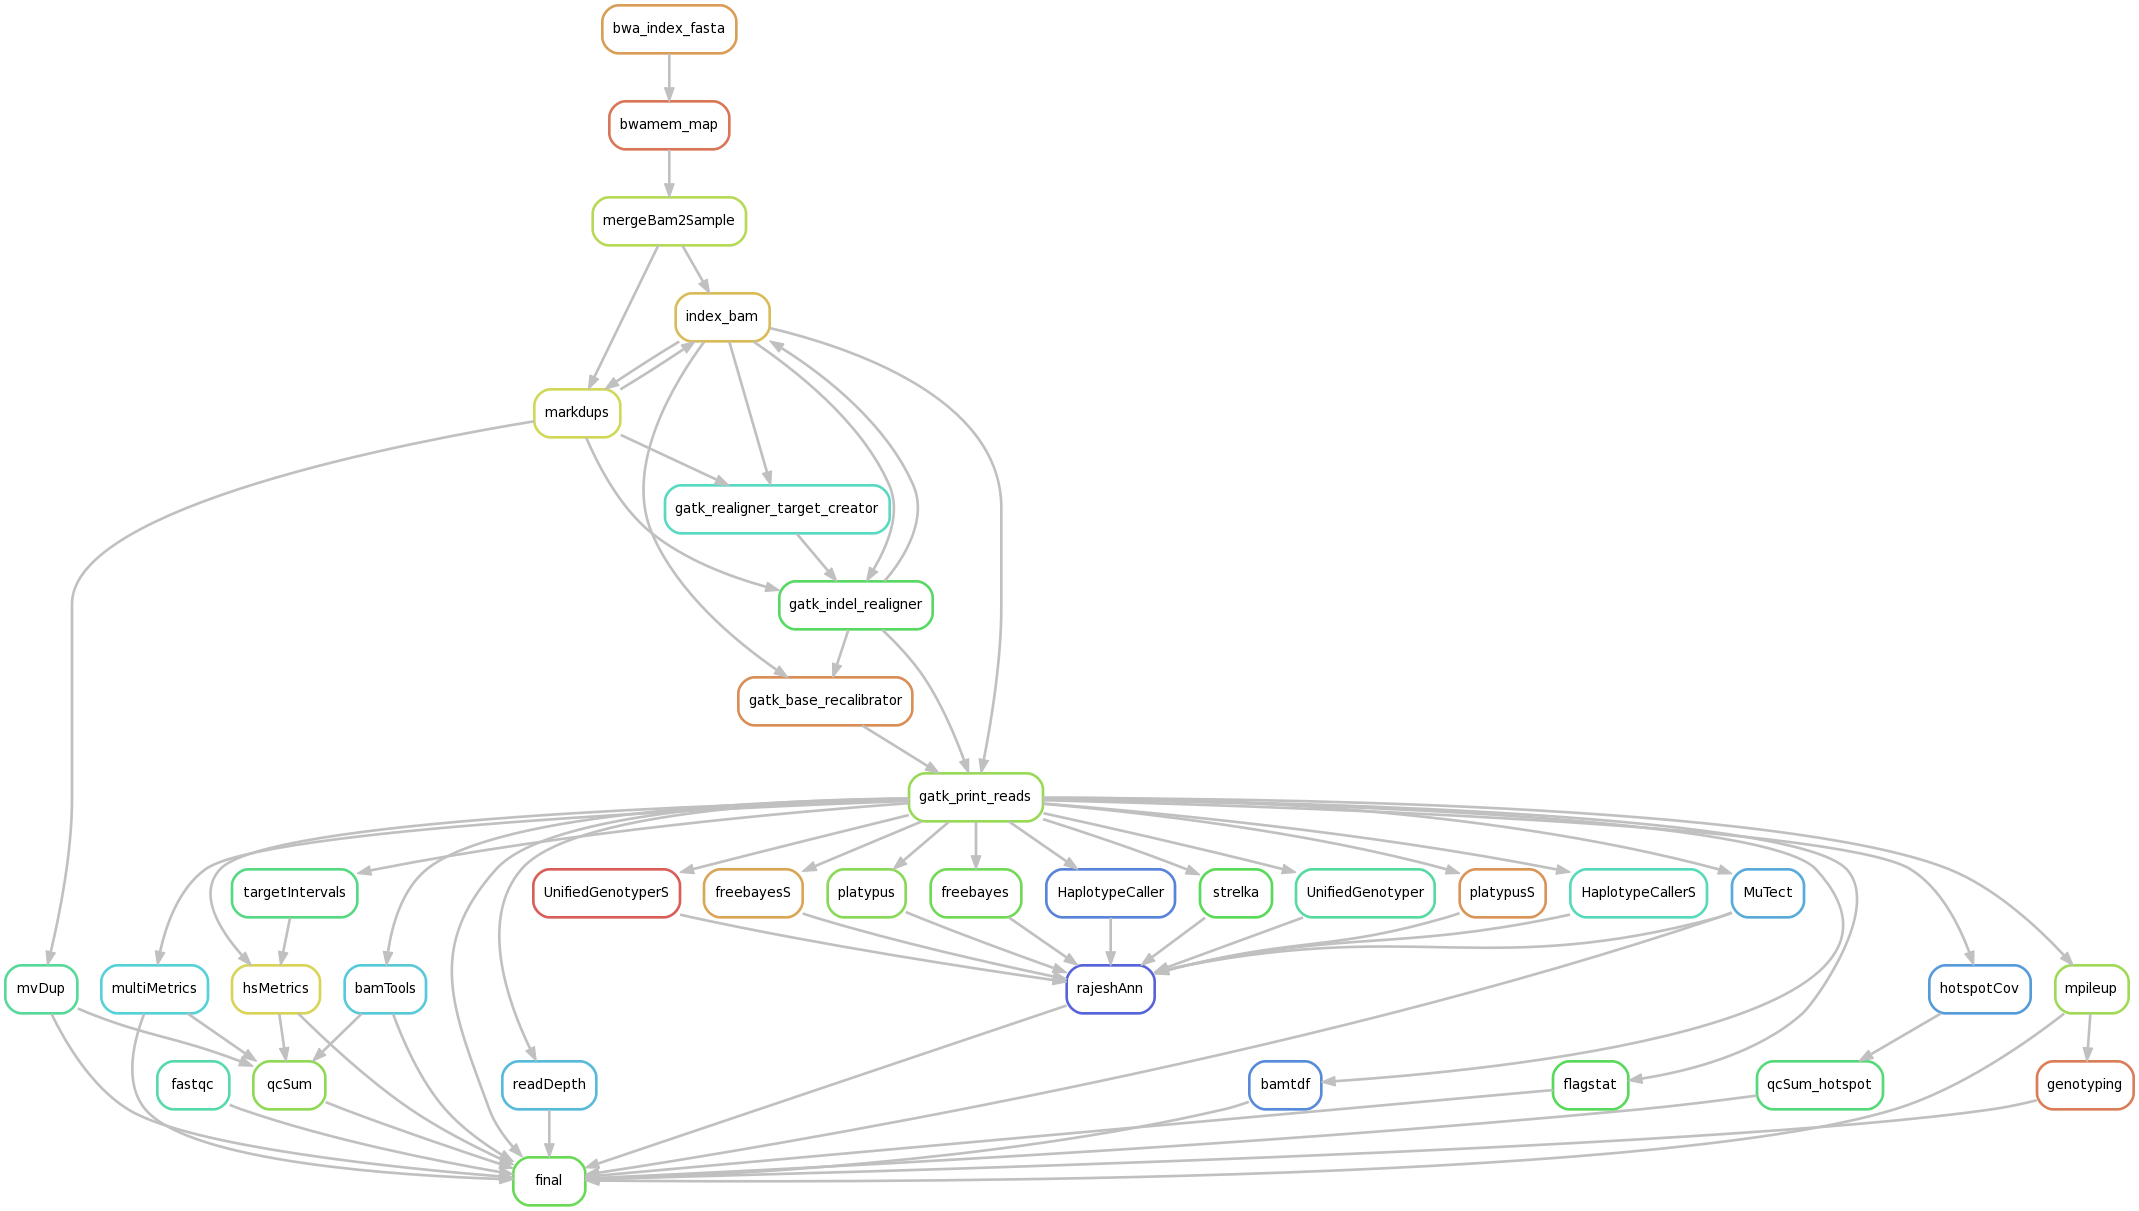 bwa_index_fasta
bwamem_map
mergeBam2Sample
index_bam
markdups
gatk_realigner_target_creator
gatk_indel_realigner
gatk_base_recalibrator
gatk_print_reads
targetIntervals
UnifiedGenotyperS
freebayesS
platypus
freebayes
HaplotypeCaller
strelka
UnifiedGenotyper
platypusS
HaplotypeCallerS
MuTect
mvDup
multiMetrics
hsMetrics
bamTools
rajeshAnn
hotspotCov
mpileup
fastqc
qcSum
readDepth
bamtdf
flagstat
qcSum_hotspot
genotyping
final